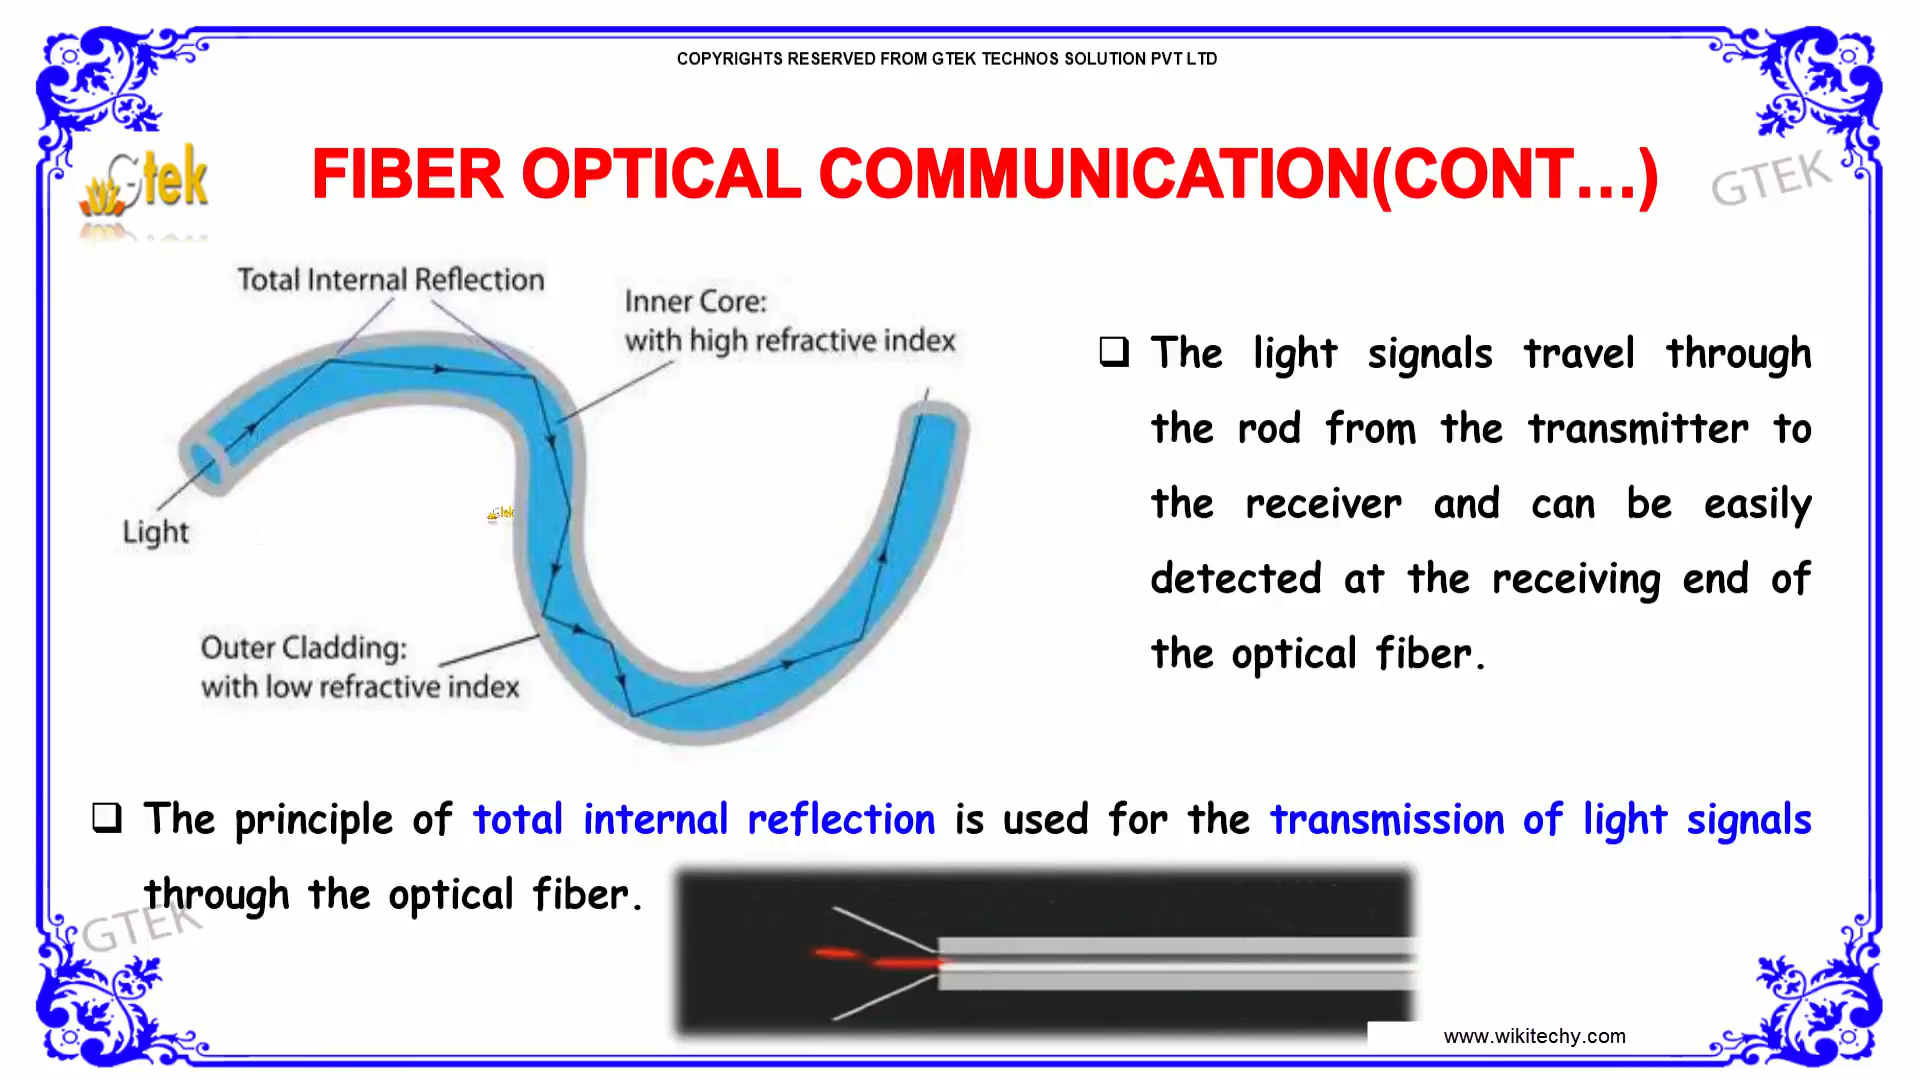 COPYRIGHTS RESERVED FROM GTEK TECHNOS SOLUTION PVT LTD
Gtek
FIBER OPTICAL COMMUNICATION(CONT...)
GTEK
Total Internal Reflection
Inner Core:
with high refractive index
Light
Gtek
Outer Cladding:
with low refractive index
❑ The light signals travel through
the rod from the transmitter to
the receiver and can be easily
detected at the receiving end of
the optical fiber.
❑ The principle of total internal reflection is used for the transmission of light signals
through the optical fiber.
GTEK
www.wikitechy.com